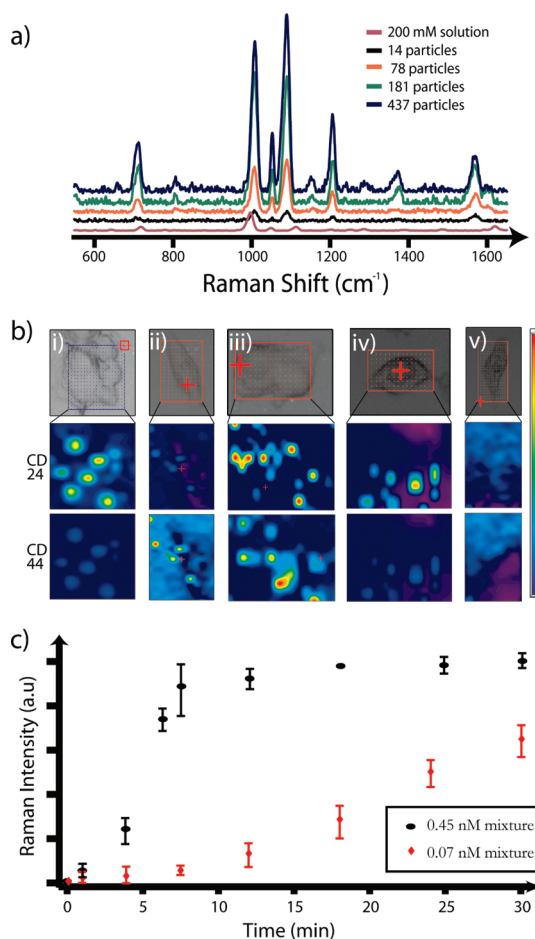 a)
200 mM solution
14 particles
78 particles
181 particles
437 particles
600 800 1000 1200 1400 1600
Raman Shift (cm⁻¹)
b)
i) ii) iii) iv) v)
CD
24
CD
44
c)
Raman Intensity (a.u)
0.45 nM mixture
0.07 nM mixture
0 5 10 15 20 25 30
Time (min)